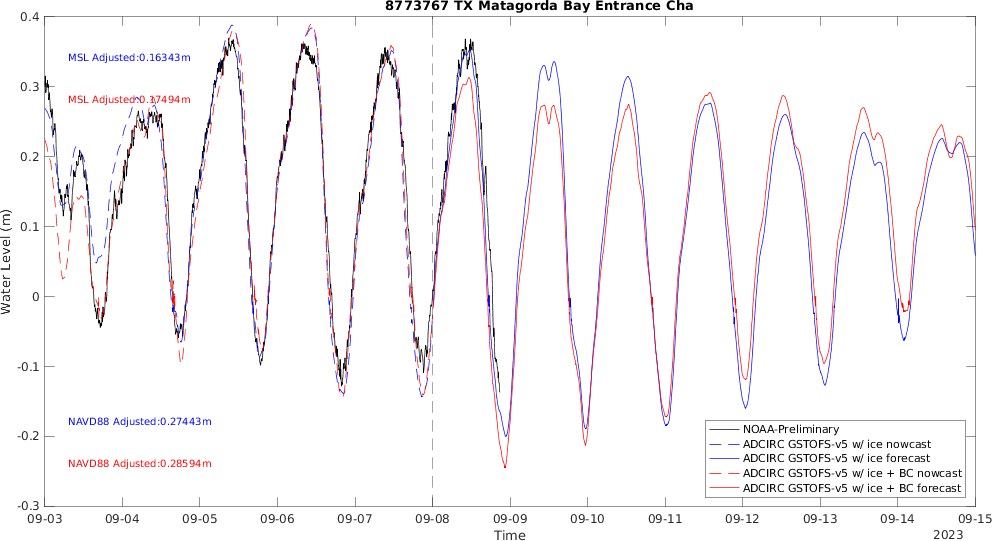 8773767 TX Matagorda Bay Entrance Cha
0.4
0.3
0.2
0.1
0
-0.1
-0.2
-0.3
Water Level (m)
MSL Adjusted:0.16343m
MSL Adjusted:0.17494m
NAVD88 Adjusted:0.27443m
NAVD88 Adjusted:0.28594m
NOAA-Preliminary
ADCIRC GSTOFS-v5 w/ ice nowcast
ADCIRC GSTOFS-v5 w/ ice forecast
ADCIRC GSTOFS-v5 w/ ice + BC nowcast
ADCIRC GSTOFS-v5 w/ ice + BC forecast
09-03 09-04 09-05 09-06 09-07 09-08 09-09 09-10 09-11 09-12 09-13 09-14 09-15
Time
2023